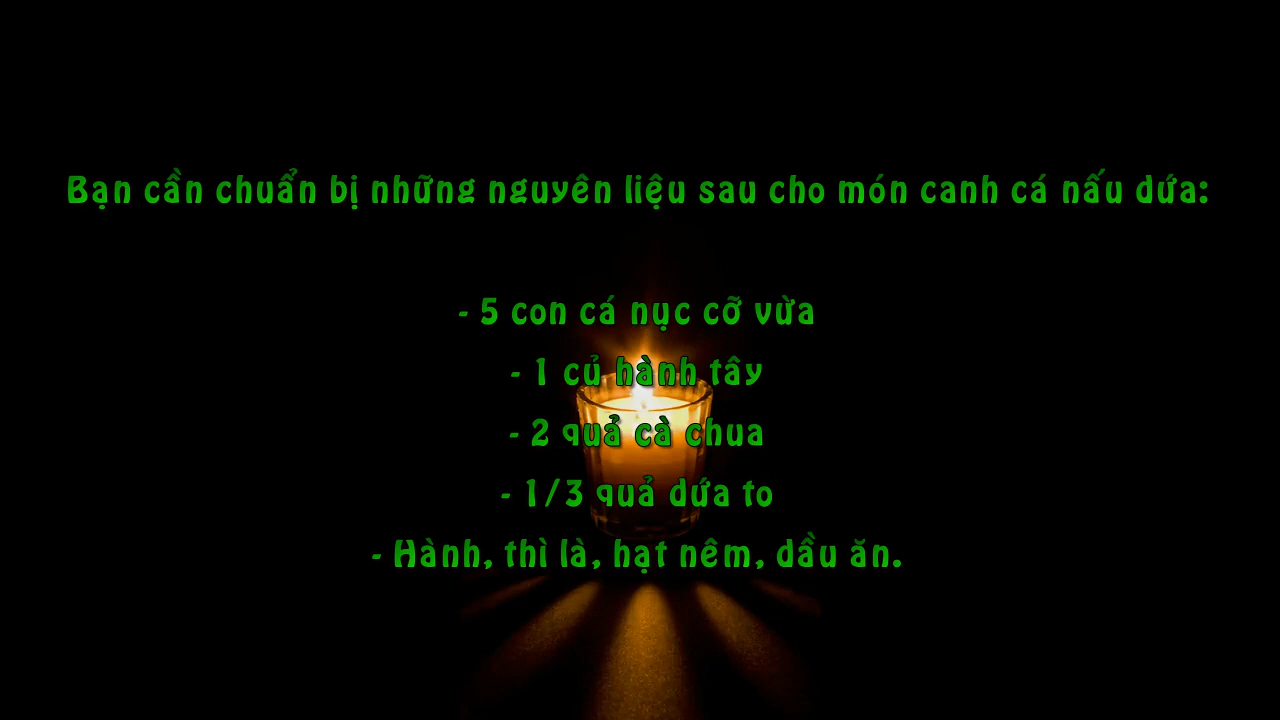 Bạn cần chuẩn bị những nguyên liệu sau cho món canh cá nấu dứa:
- 5 con cá nục cỡ vừa
- 1 củ hành tây
- 2 quả cà chua
- 1/3 quả dứa to
- Hành, thì là, hạt nêm, dầu ăn.